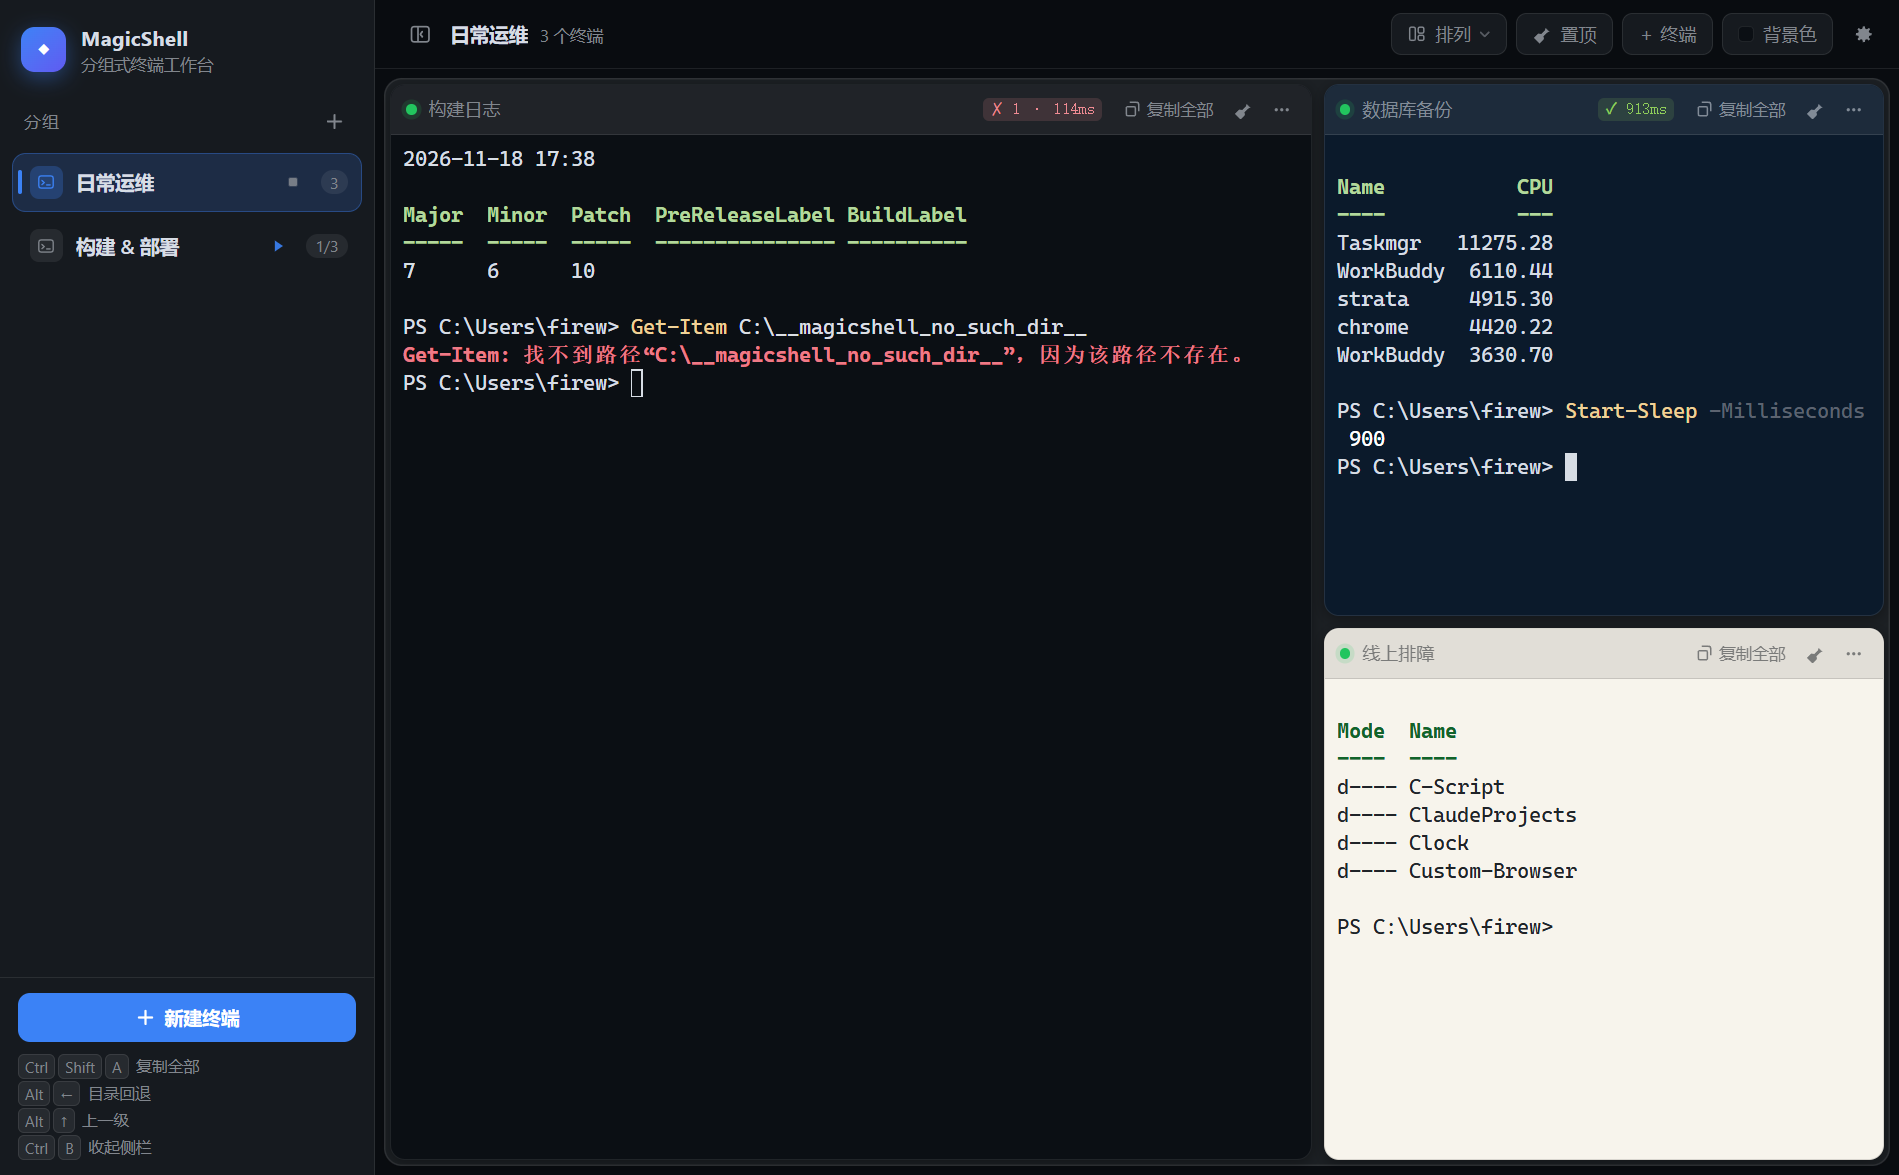 MagicShell
分组式终端工作台
分组
日常运维 3
构建 & 部署 1/3
新建终端
Ctrl Shift A 复制全部
Alt ← 目录回退
Alt ↑ 上一级
Ctrl B 收起侧栏
日常运维 3 个终端
排列 置顶 + 终端 背景色
构建日志 ✗ 1 · 114ms 复制全部
2026-11-18 17:38
Major Minor Patch PreReleaseLabel BuildLabel
----- ----- ----- --------------- ----------
7 6 10
PS C:\Users\firew> Get-Item C:\__magicshell_no_such_dir__
Get-Item: 找不到路径“C:\__magicshell_no_such_dir__”，因为该路径不存在。
PS C:\Users\firew>
数据库备份 ✓ 913ms 复制全部
Name CPU
---- ---
Taskmgr 11275.28
WorkBuddy 6110.44
strata 4915.30
chrome 4420.22
WorkBuddy 3630.70
PS C:\Users\firew> Start-Sleep -Milliseconds
900
PS C:\Users\firew>
线上排障 复制全部
Mode Name
---- ----
d---- C-Script
d---- ClaudeProjects
d---- Clock
d---- Custom-Browser
PS C:\Users\firew>